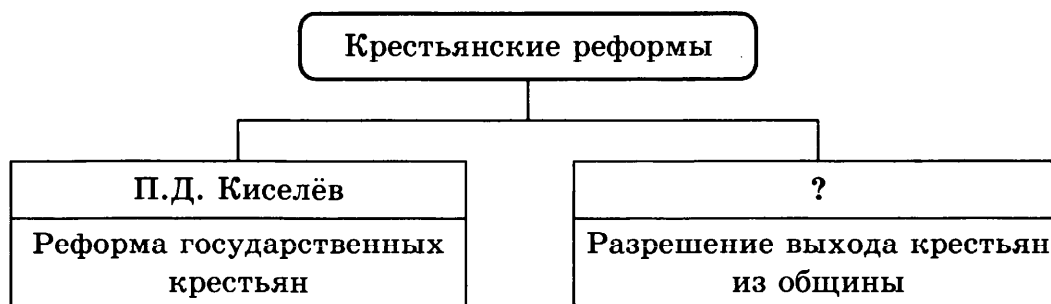 Крестьянские реформы
П.Д. Киселёв
Реформа государственных
крестьян
?
Разрешение выхода крестьян
из общины